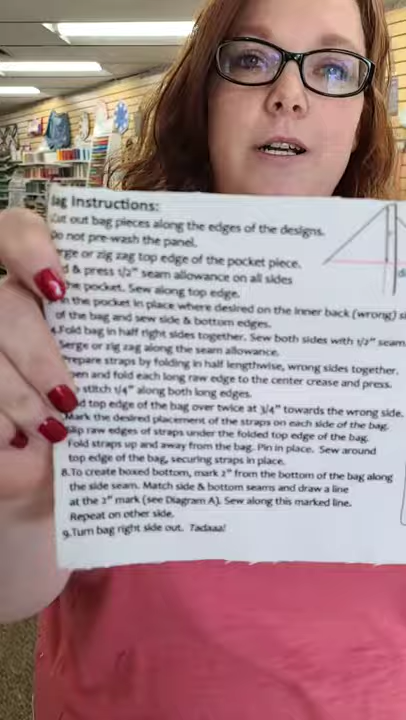 Bag Instructions:
Cut out bag pieces along the edges of the designs.
Do not pre-wash the panel.
zig zag top edge of the pocket piece.
& press 1/2" seam allowance on all sides
the pocket. Sew along top edge.
the pocket in place where desired on the inner back (wrong)
of the bag and sew side & bottom edges.
4.Fold bag in half right sides together. Sew both sides with 1/2" seam
Serge or zig zag along the seam allowance.
Prepare straps by folding in half lengthwise, wrong sides together.
and fold each long raw edge to the center crease and press.
stitch 1/4" along both long edges.
top edge of the bag over twice at 3/4" towards the wrong side.
Mark the desired placement of the straps on each side of the bag.
Slip raw edges of straps under the folded top edge of the bag.
Fold straps up and away from the bag. Pin in place. Sew around
top edge of the bag, securing straps in place.
8.To create boxed bottom, mark 2" from the bottom of the bag along
the side seam. Match side & bottom seams and draw a line
at the 2" mark (see Diagram A). Sew along this marked line.
Repeat on other side.
9.Turn bag right side out. Tadaaa!